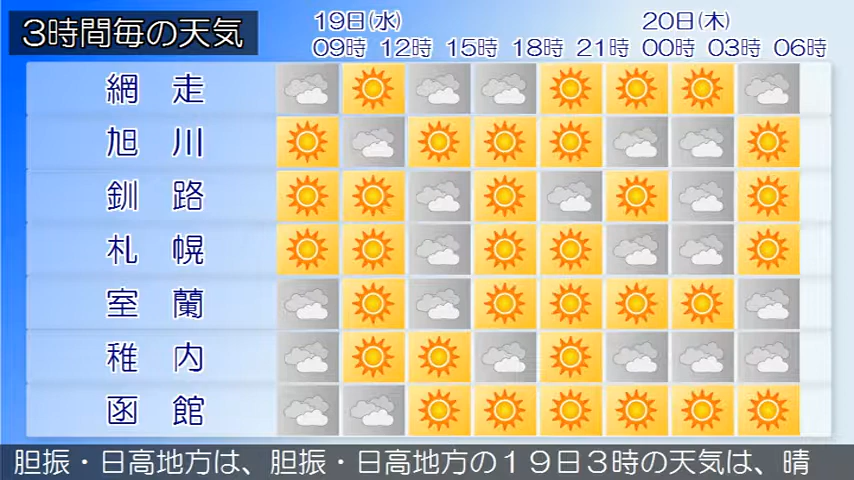 3時間毎の天気
19日(水) 20日(木)
09時 12時 15時 18時 21時 00時 03時 06時
網走
旭川
釧路
札幌
室蘭
稚内
函館
胆振・日高地方は、胆振・日高地方の19日3時の天気は、晴